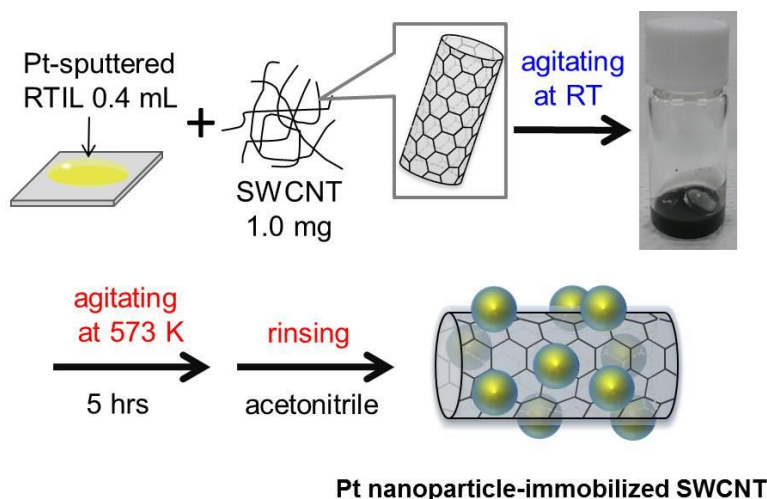 Pt-sputtered
RTIL 0.4 mL
+
SWCNT
1.0 mg
agitating
at RT
agitating
at 573 K
5 hrs
rinsing
acetonitrile
Pt nanoparticle-immobilized SWCNT